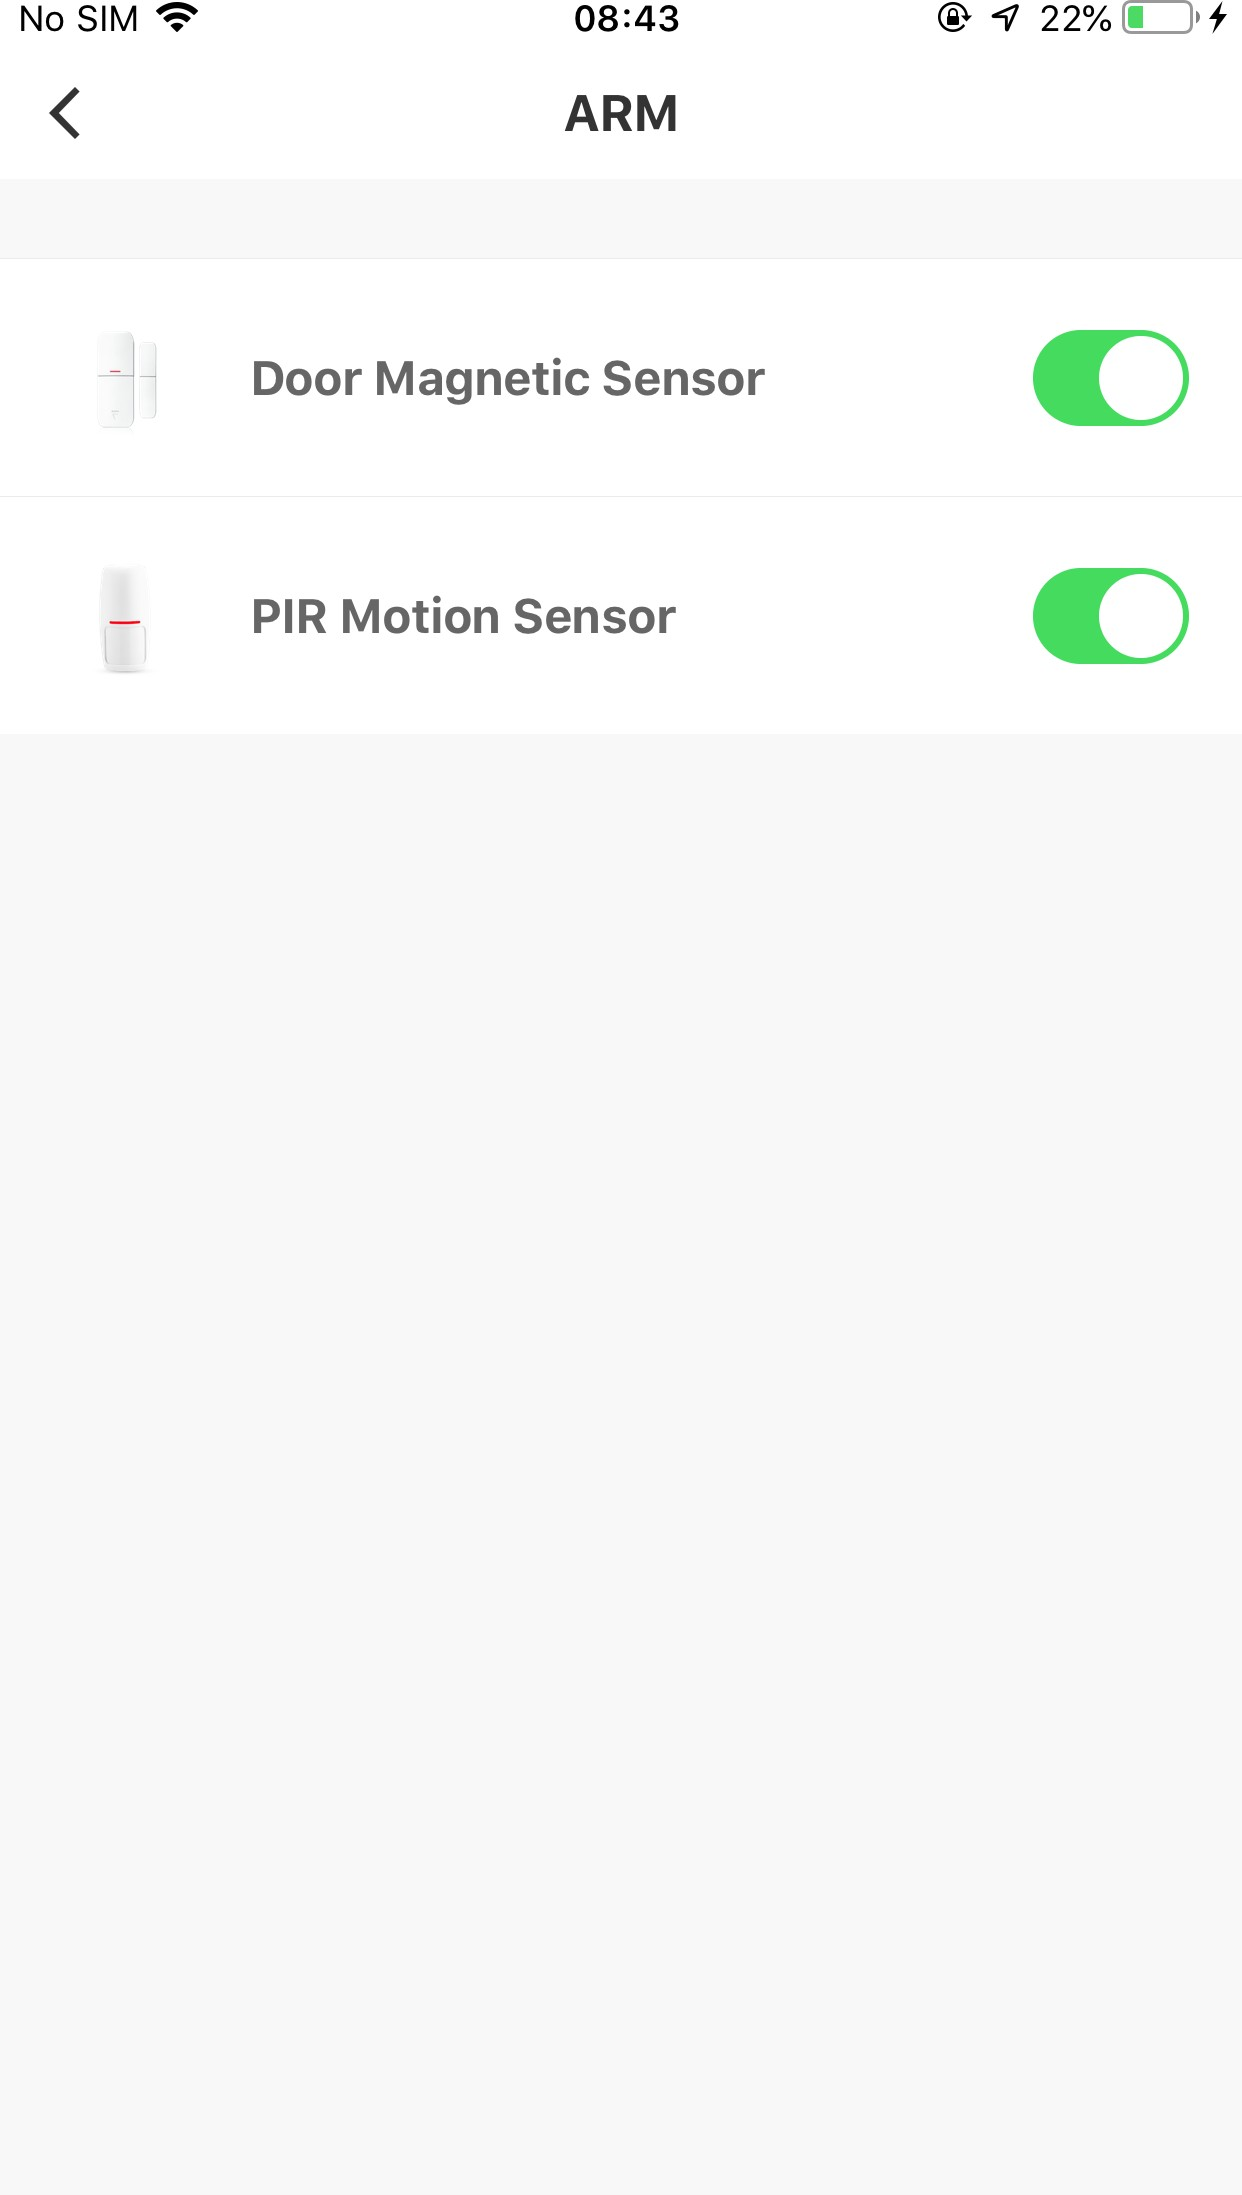 No SIM 08:43 22%
ARM
Door Magnetic Sensor
PIR Motion Sensor